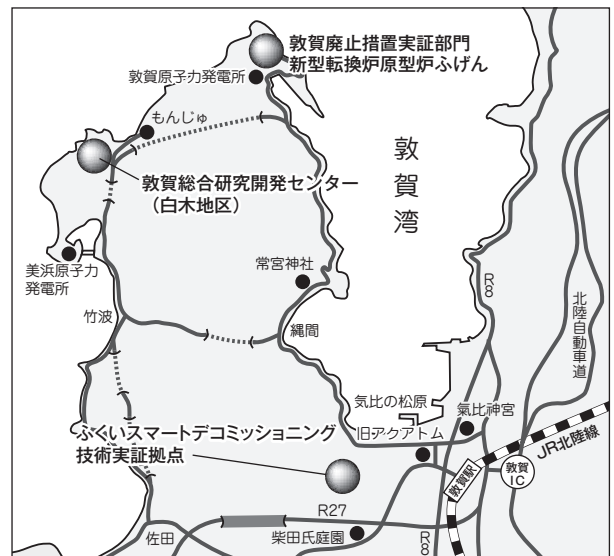 敦賀廃止措置実証部門
新型転換炉原型炉ふげん
敦賀原子力発電所
もんじゅ
敦賀総合研究開発センター
（白木地区）
敦賀湾
美浜原子力
発電所
常宮神社
R8
北陸自動車道
竹波
縄間
気比の松原
氣比神宮
旧アクアトム
JR北陸線
ふくいスマートデコミッショニング
技術実証拠点
敦賀駅
敦賀
IC
R27
佐田
柴田氏庭園
R8